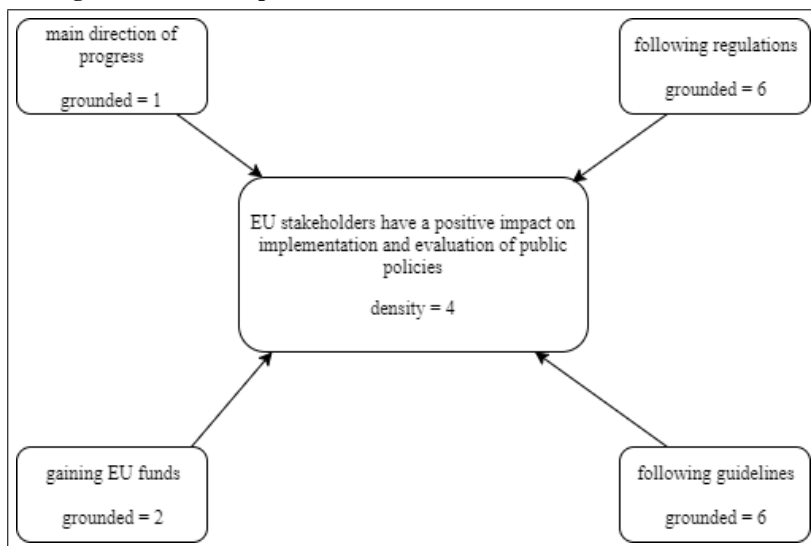 main direction of
progress
grounded = 1
following regulations
grounded = 6
EU stakeholders have a positive impact on
implementation and evaluation of public
policies
density = 4
gaining EU funds
grounded = 2
following guidelines
grounded = 6